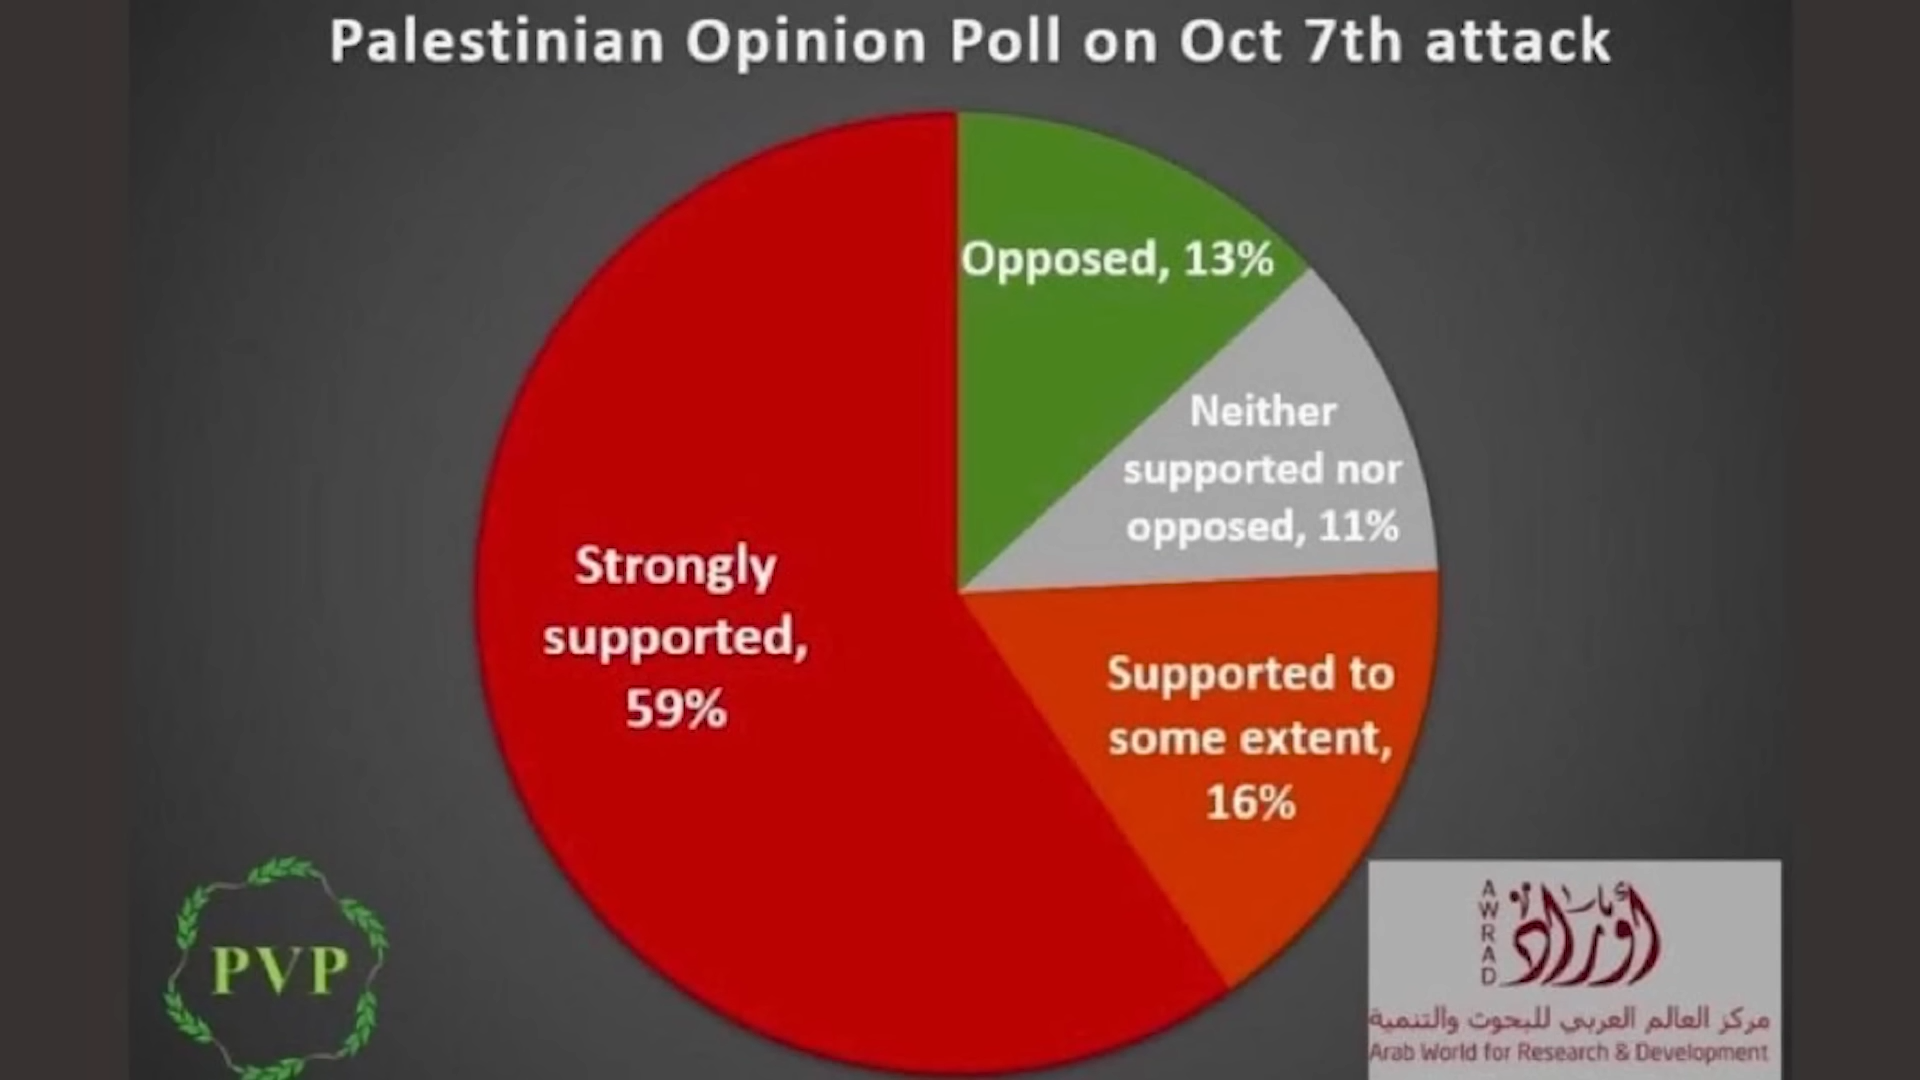 Palestinian Opinion Poll on Oct 7th attack
Opposed, 13%
Neither
supported nor
opposed, 11%
Supported to
some extent,
16%
Strongly
supported,
59%
PVP
AWRAD
أوراد
مركز العالم العربي للبحوث والتنمية
Arab World for Research & Development